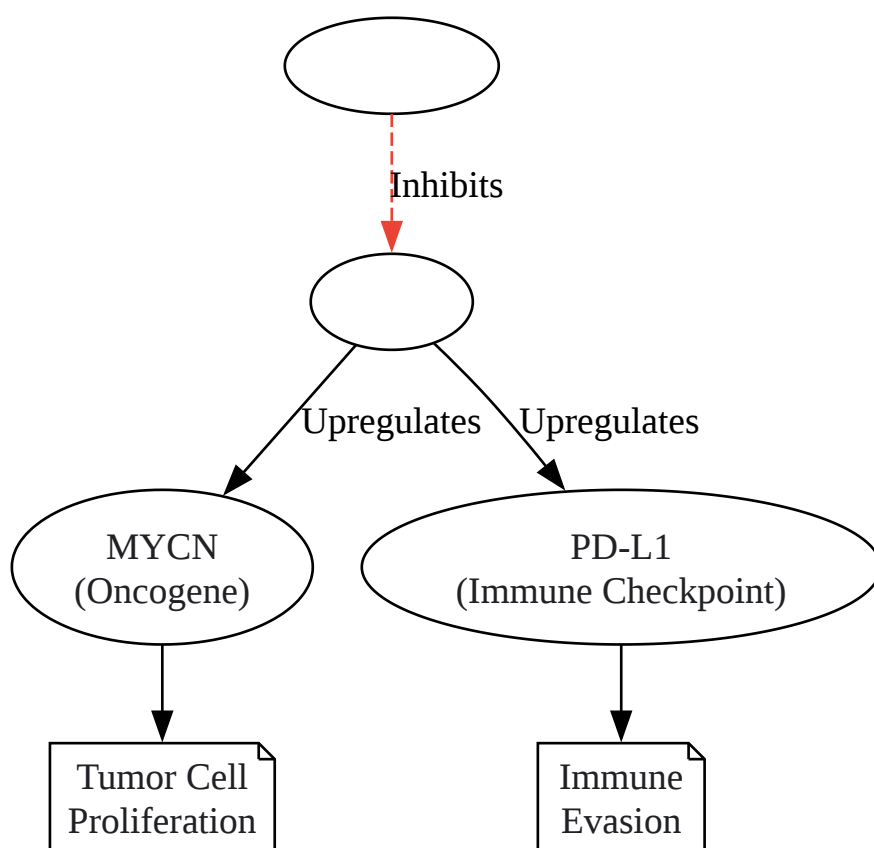 Inhibits
Upregulates
Upregulates
MYCN
(Oncogene)
PD-L1
(Immune Checkpoint)
Tumor Cell
Proliferation
Immune
Evasion